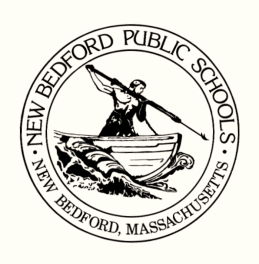 NEW BEDFORD PUBLIC SCHOOLS
NEW BEDFORD, MASSACHUSETTS